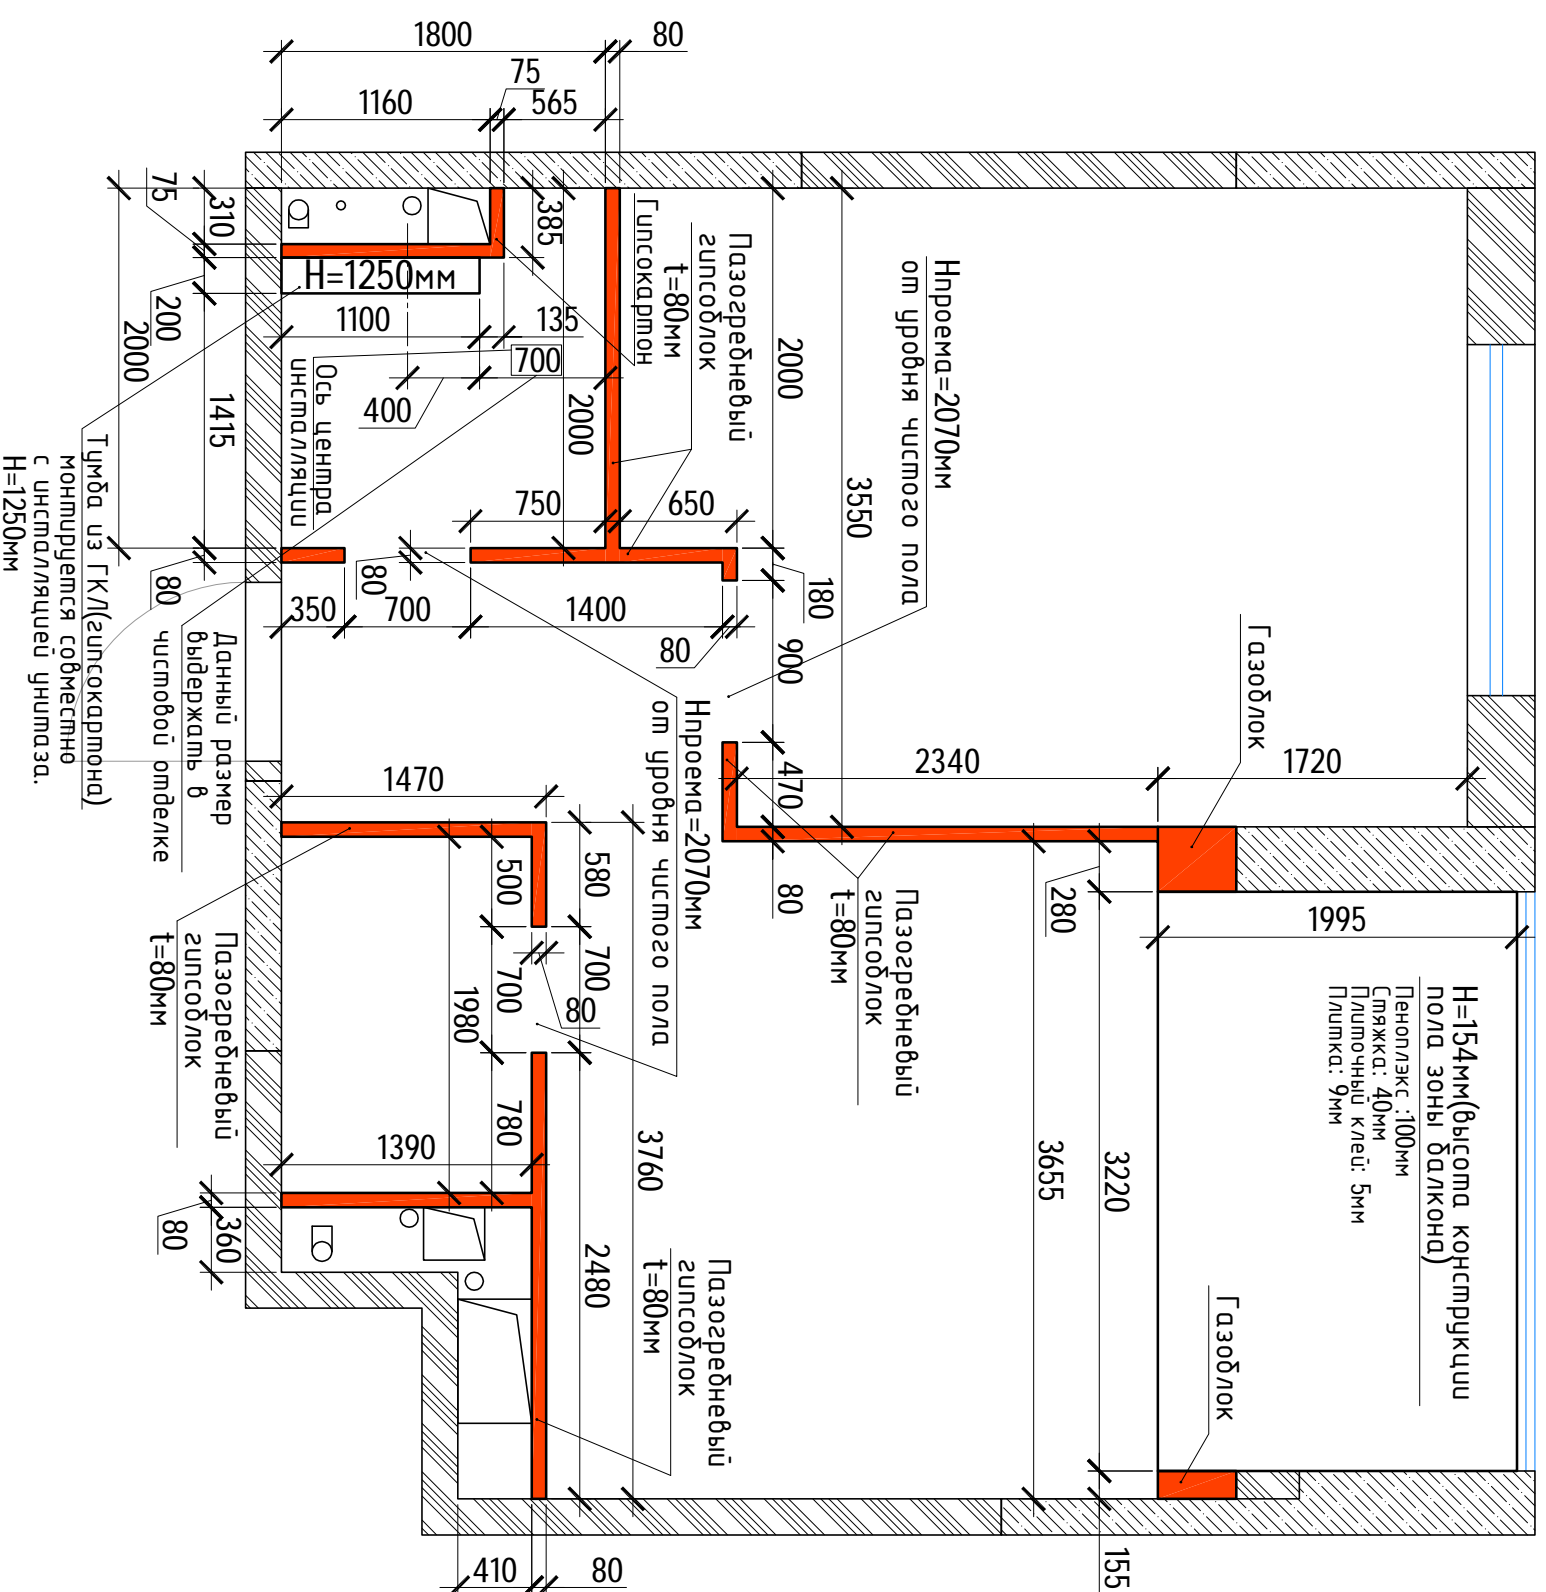 1800
80
75
1160
565
75
310
385
Гипсокартон
Пазогребневый
гипсоблок
t=80мм
Hпроема=2070мм
от уровня чистого пола
H=1250мм
200
2000
1415
1100
135
700
400
Ось центра
инсталляции
2000
2000
3550
750
650
Тумба из ГКЛ(гипсокартона)
монтируется совместно
с инсталляцией унитаза.
H=1250мм
80
80
350
700
1400
80
180
900
Данный размер
выдержать в
чистовой отделке
Hпроема=2070мм
от уровня чистого пола
Газоблок
2340
1720
470
80
1470
580
500
700
700
80
1980
780
3760
Пазогребневый
гипсоблок
t=80мм
Пазогребневый
гипсоблок
t=80мм
280
1995
H=154мм(высота конструкции
пола зоны балкона)
Пеноплэкс :100мм
Стяжка: 40мм
Плиточный клей: 5мм
Плитка: 9мм
3655
3220
1390
360
80
2480
Пазогребневый
гипсоблок
t=80мм
Газоблок
155
410
80